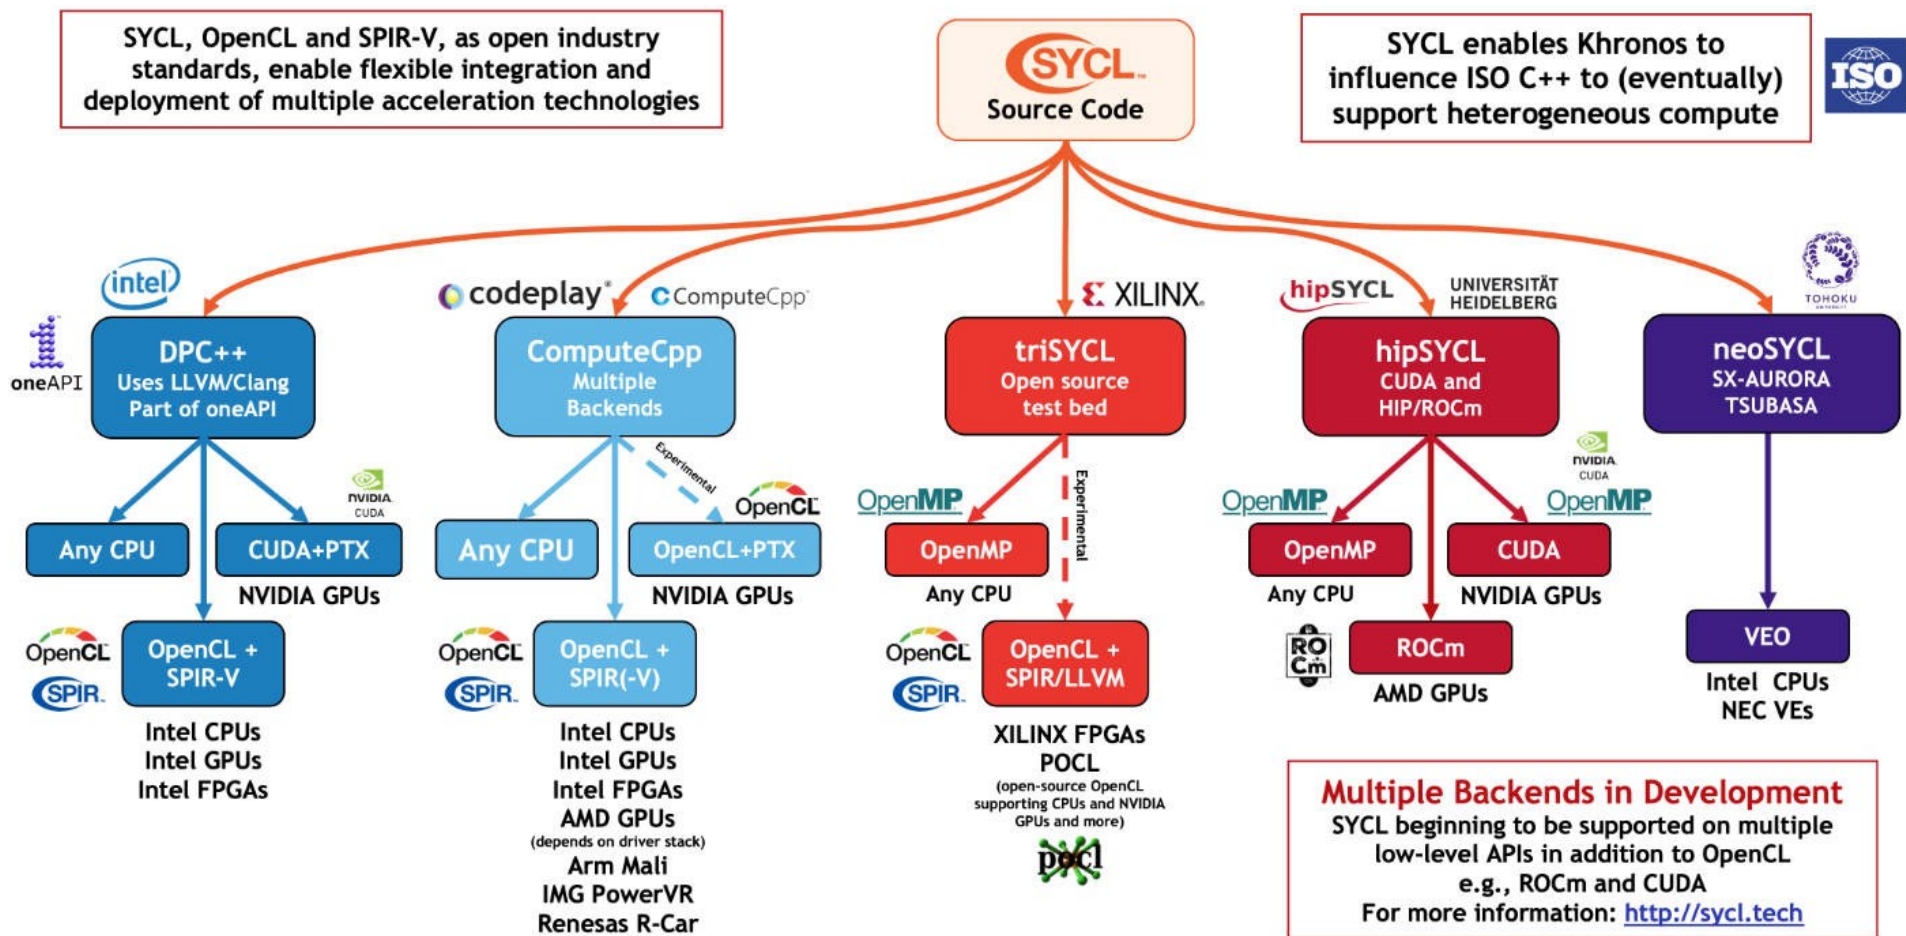 SYCL, OpenCL and SPIR-V, as open industry
standards, enable flexible integration and
deployment of multiple acceleration technologies
SYCL™
Source Code
SYCL enables Khronos to
influence ISO C++ to (eventually)
support heterogeneous compute
ISO
intel
oneAPI
DPC++
Uses LLVM/Clang
Part of oneAPI
NVIDIA
CUDA
Any CPU
CUDA+PTX
NVIDIA GPUs
OpenCL
SPIR™
OpenCL +
SPIR-V
Intel CPUs
Intel GPUs
Intel FPGAs
codeplay®
ComputeCpp™
ComputeCpp
Multiple
Backends
Experimental
OpenCL
Any CPU
OpenCL+PTX
NVIDIA GPUs
OpenCL
SPIR™
OpenCL +
SPIR(-V)
Intel CPUs
Intel GPUs
Intel FPGAs
AMD GPUs
(depends on driver stack)
Arm Mali
IMG PowerVR
Renesas R-Car
XILINX®
triSYCL
Open source
test bed
Experimental
OpenMP
OpenMP
Any CPU
OpenCL
SPIR™
OpenCL +
SPIR/LLVM
XILINX FPGAs
POCL
(open-source OpenCL
supporting CPUs and NVIDIA
GPUs and more)
pocl
hipSYCL
UNIVERSITÄT
HEIDELBERG
hipSYCL
CUDA and
HIP/ROCm
NVIDIA
CUDA
OpenMP
OpenMP
OpenMP
Any CPU
CUDA
NVIDIA GPUs
ROCm
ROCm
AMD GPUs
TOHOKU
UNIVERSITY
neoSYCL
SX-AURORA
TSUBASA
VEO
Intel CPUs
NEC VEs
Multiple Backends in Development
SYCL beginning to be supported on multiple
low-level APIs in addition to OpenCL
e.g., ROCm and CUDA
For more information: http://sycl.tech